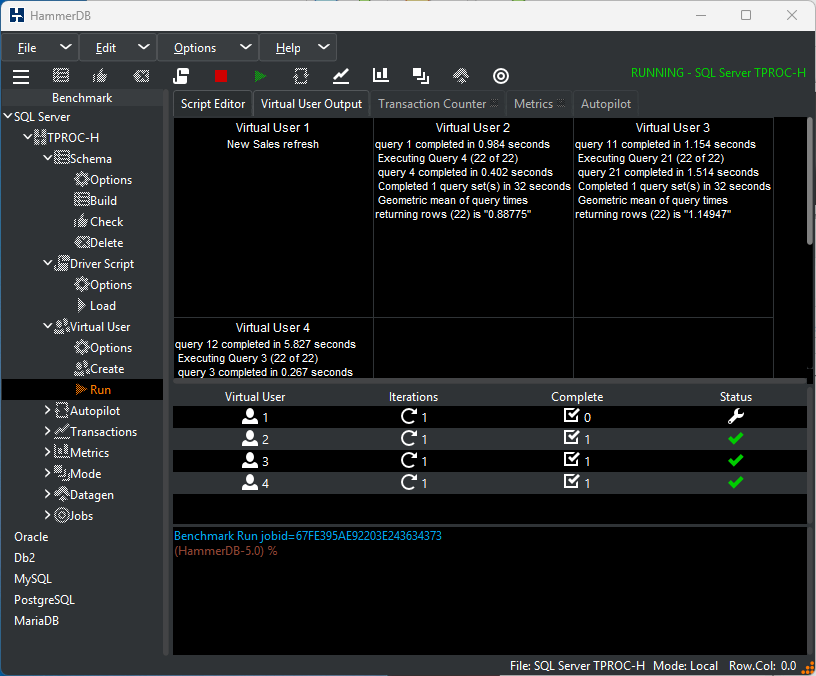 HammerDB
File Edit Options Help
RUNNING - SQL Server TPROC-H
Benchmark
SQL Server
TPROC-H
Schema
Options
Build
Check
Delete
Driver Script
Options
Load
Virtual User
Options
Create
Run
Autopilot
Transactions
Metrics
Mode
Datagen
Jobs
Oracle
Db2
MySQL
PostgreSQL
MariaDB
Script Editor Virtual User Output Transaction Counter Metrics Autopilot
Virtual User 1
New Sales refresh
Virtual User 2
query 1 completed in 0.984 seconds
Executing Query 4 (22 of 22)
query 4 completed in 0.402 seconds
Completed 1 query set(s) in 32 seconds
Geometric mean of query times
returning rows (22) is "0.88775"
Virtual User 3
query 11 completed in 1.154 seconds
Executing Query 21 (22 of 22)
query 21 completed in 1.514 seconds
Completed 1 query set(s) in 32 seconds
Geometric mean of query times
returning rows (22) is "1.14947"
Virtual User 4
query 12 completed in 5.827 seconds
Executing Query 3 (22 of 22)
query 3 completed in 0.267 seconds
Virtual User Iterations Complete Status
1 1 0
2 1 1
3 1 1
4 1 1
Benchmark Run jobid=67FE395AE92203E243634373
(HammerDB-5.0) %
File: SQL Server TPROC-H Mode: Local Row.Col: 0.0